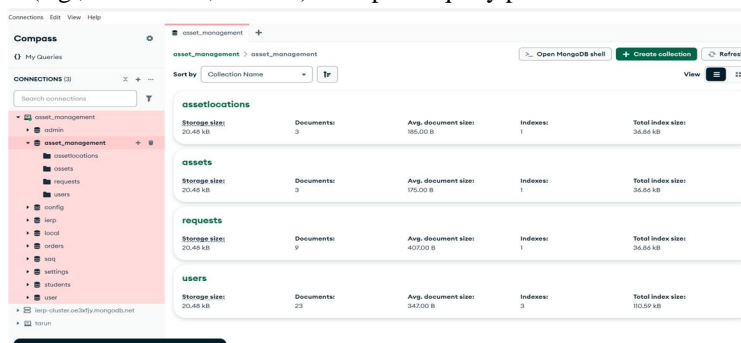 Connections Edit View Help
Compass
{} My Queries
CONNECTIONS (3)
Search connections
asset_management
admin
asset_management
assetlocations
assets
requests
users
config
ierp
local
orders
saq
settings
students
user
ierp-cluster.oe3xfjy.mongodb.net
tarun
asset_management
asset_management > asset_management
>_ Open MongoDB shell + Create collection Refres
Sort by Collection Name View
assetlocations
Storage size: Documents: Avg. document size: Indexes: Total index size:
20.48 kB 3 185.00 B 1 36.86 kB
assets
Storage size: Documents: Avg. document size: Indexes: Total index size:
20.48 kB 3 175.00 B 1 36.86 kB
requests
Storage size: Documents: Avg. document size: Indexes: Total index size:
20.48 kB 9 407.00 B 1 36.86 kB
users
Storage size: Documents: Avg. document size: Indexes: Total index size:
20.48 kB 23 347.00 B 3 110.59 kB